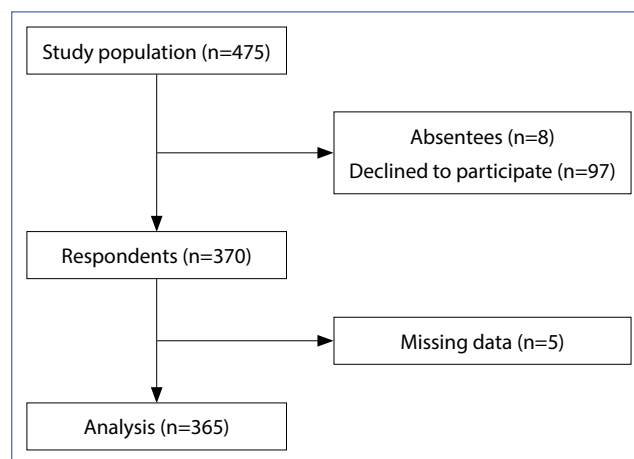 Study population (n=475)
Absentees (n=8)
Declined to participate (n=97)
Respondents (n=370)
Missing data (n=5)
Analysis (n=365)